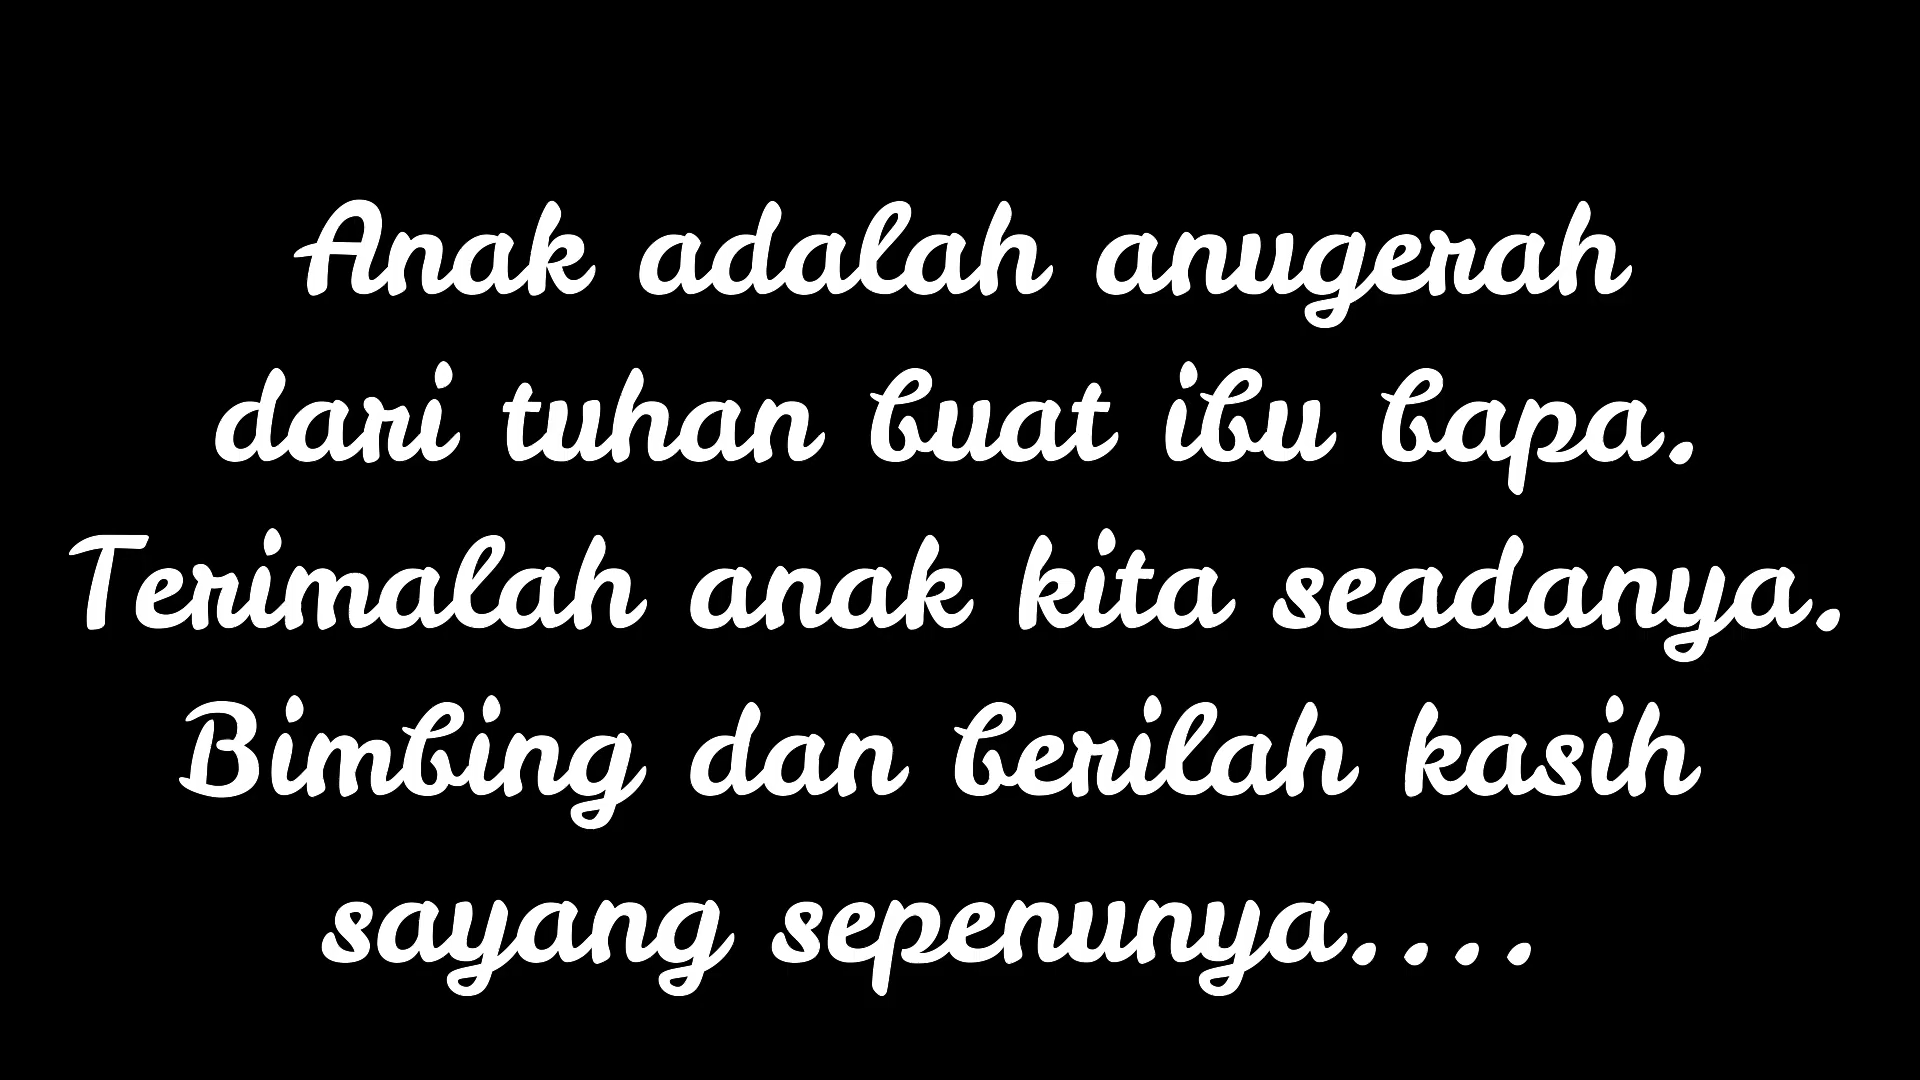 Anak adalah anugerah
dari tuhan buat ibu bapa.
Terimalah anak kita seadanya.
Bimbing dan berilah kasih
sayang sepenunya....